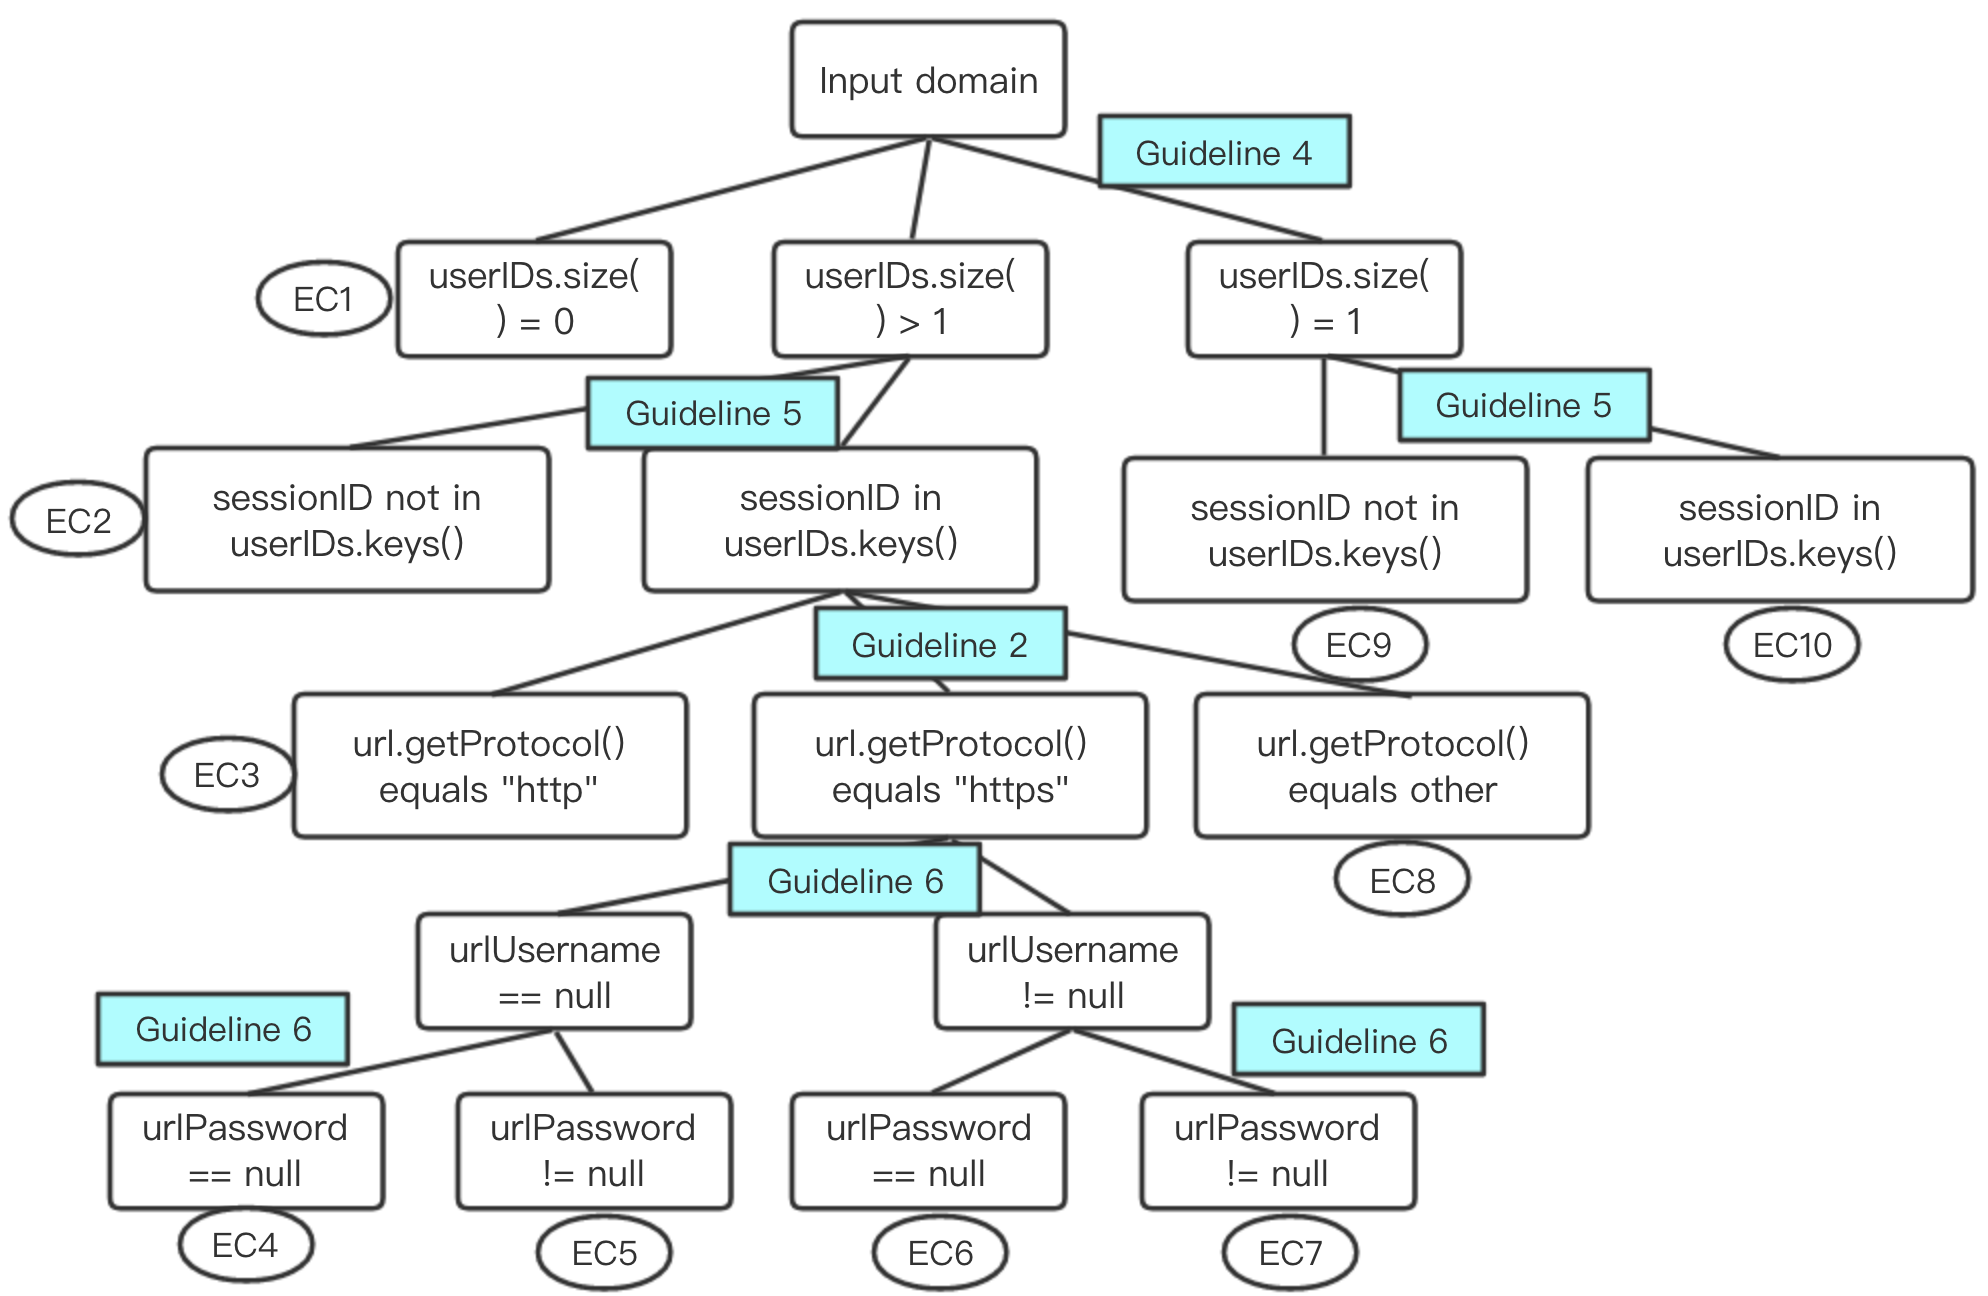 Input domain
Guideline 4
EC1
userIDs.size(
) = 0
userIDs.size(
) > 1
userIDs.size(
) = 1
Guideline 5
Guideline 5
EC2
sessionID not in
userIDs.keys()
sessionID in
userIDs.keys()
sessionID not in
userIDs.keys()
sessionID in
userIDs.keys()
Guideline 2
EC9
EC10
EC3
url.getProtocol()
equals "http"
url.getProtocol()
equals "https"
url.getProtocol()
equals other
Guideline 6
EC8
urlUsername
== null
urlUsername
!= null
Guideline 6
Guideline 6
urlPassword
== null
urlPassword
!= null
urlPassword
== null
urlPassword
!= null
EC4
EC5
EC6
EC7